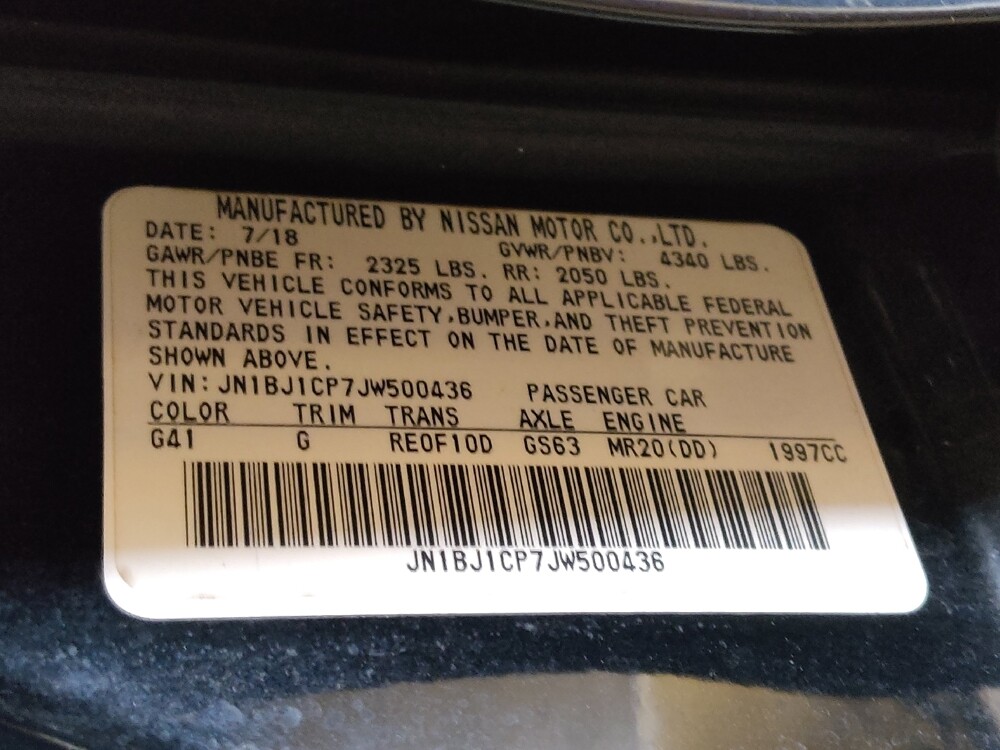 MANUFACTURED BY NISSAN MOTOR CO.,LTD.
DATE: 7/18 GVWR/PNBV: 4340 LBS.
GAWR/PNBE FR: 2325 LBS. RR: 2050 LBS.
THIS VEHICLE CONFORMS TO ALL APPLICABLE FEDERAL
MOTOR VEHICLE SAFETY,BUMPER,AND THEFT PREVENTION
STANDARDS IN EFFECT ON THE DATE OF MANUFACTURE
SHOWN ABOVE.
VIN: JN1BJ1CP7JW500436 PASSENGER CAR
COLOR TRIM TRANS AXLE ENGINE
G41 G RE0F10D GS63 MR20(DD) 1997CC
JN1BJ1CP7JW500436